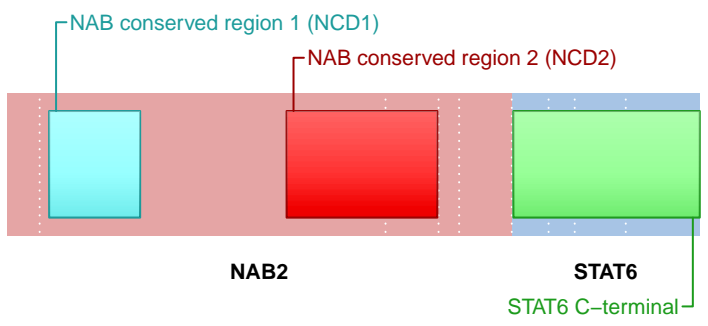 NAB conserved region 1 (NCD1)
NAB conserved region 2 (NCD2)
NAB2 STAT6
STAT6 C−terminal